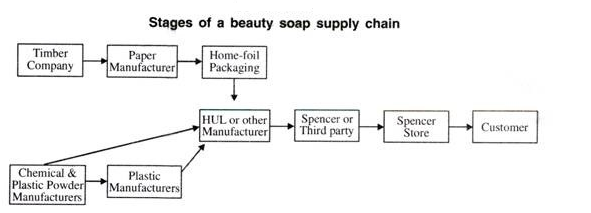 Stages of a beauty soap supply chain
Timber
Company
Paper
Manufacturer
Home-foil
Packaging
HUL or other
Manufacturer
Spencer or
Third party
Spencer
Store
Customer
Chemical &
Plastic Powder
Manufacturers
Plastic
Manufacturers